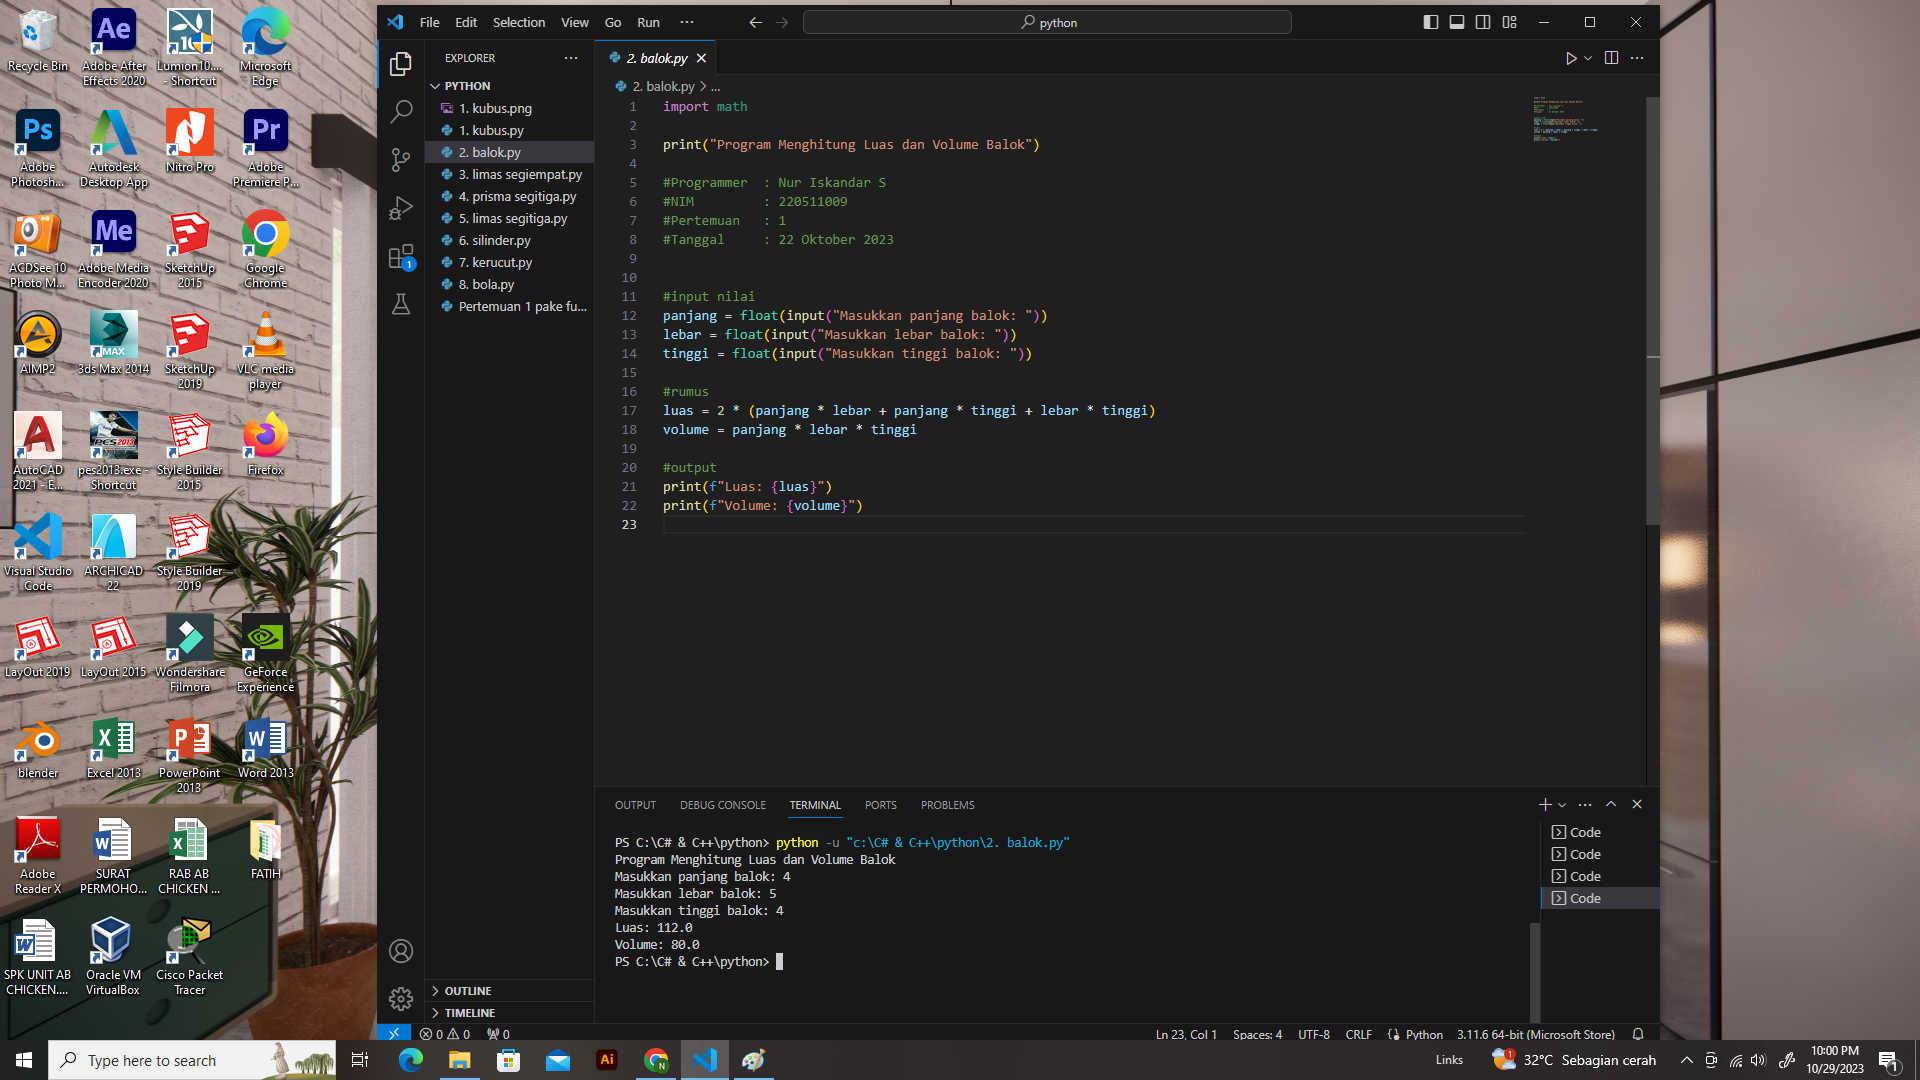 Recycle Bin
Adobe After Effects 2020
Lumion10.... - Shortcut
Microsoft Edge
Adobe Photosh...
Autodesk Desktop App
Nitro Pro
Adobe Premiere P...
ACDSee 10 Photo M...
Adobe Media Encoder 2020
SketchUp 2015
Google Chrome
AIMP2
3ds Max 2014
SketchUp 2019
VLC media player
AutoCAD 2021 - E...
pes2013.exe - Shortcut
Style Builder 2015
Firefox
Visual Studio Code
ARCHICAD 22
Style Builder 2019
LayOut 2019
LayOut 2015
Wondershare Filmora
GeForce Experience
blender
Excel 2013
PowerPoint 2013
Word 2013
Adobe Reader X
SURAT PERMOHO...
RAB AB CHICKEN ...
FATIH
SPK UNIT AB CHICKEN....
Oracle VM VirtualBox
Cisco Packet Tracer
File Edit Selection View Go Run ···
python
EXPLORER ···
PYTHON
1. kubus.png
1. kubus.py
2. balok.py
3. limas segiempat.py
4. prisma segitiga.py
5. limas segitiga.py
6. silinder.py
7. kerucut.py
8. bola.py
Pertemuan 1 pake fu...
OUTLINE
TIMELINE
2. balok.py
2. balok.py > ...
1 import math
2
3 print("Program Menghitung Luas dan Volume Balok")
4
5 #Programmer  : Nur Iskandar S
6 #NIM         : 220511009
7 #Pertemuan   : 1
8 #Tanggal     : 22 Oktober 2023
9
10
11 #input nilai
12 panjang = float(input("Masukkan panjang balok: "))
13 lebar = float(input("Masukkan lebar balok: "))
14 tinggi = float(input("Masukkan tinggi balok: "))
15
16 #rumus
17 luas = 2 * (panjang * lebar + panjang * tinggi + lebar * tinggi)
18 volume = panjang * lebar * tinggi
19
20 #output
21 print(f"Luas: {luas}")
22 print(f"Volume: {volume}")
23
OUTPUT DEBUG CONSOLE TERMINAL PORTS PROBLEMS
PS C:\C# & C++\python> python -u "c:\C# & C++\python\2. balok.py"
Program Menghitung Luas dan Volume Balok
Masukkan panjang balok: 4
Masukkan lebar balok: 5
Masukkan tinggi balok: 4
Luas: 112.0
Volume: 80.0
PS C:\C# & C++\python>
Code
Code
Code
Code
0 0 0 Ln 23, Col 1 Spaces: 4 UTF-8 CRLF Python 3.11.6 64-bit (Microsoft Store)
Type here to search
Links 32°C Sebagian cerah
10:00 PM
10/29/2023